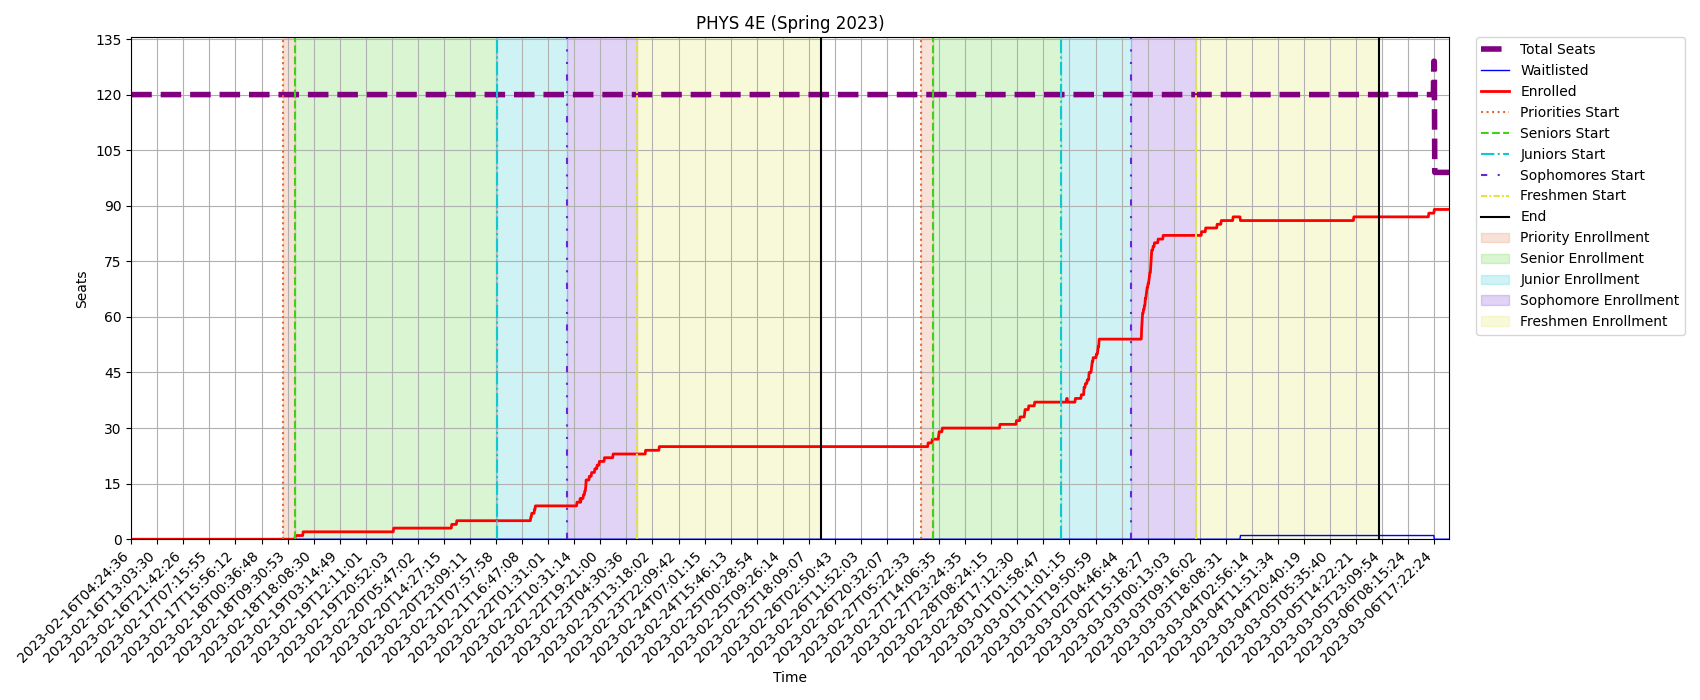 PHYS 4E (Spring 2023)
135
120
105
90
75
60
45
30
15
0
Seats
2023-02-16T04:24:36
2023-02-16T13:03:30
2023-02-16T21:42:26
2023-02-17T07:15:55
2023-02-17T15:56:12
2023-02-18T00:36:48
2023-02-18T09:30:53
2023-02-18T18:08:30
2023-02-19T03:14:49
2023-02-19T12:11:01
2023-02-19T20:52:03
2023-02-20T05:47:02
2023-02-20T14:27:15
2023-02-20T23:09:11
2023-02-21T07:57:58
2023-02-21T16:47:08
2023-02-22T01:31:01
2023-02-22T10:31:14
2023-02-22T19:21:00
2023-02-23T04:30:36
2023-02-23T13:18:02
2023-02-23T22:09:42
2023-02-24T07:01:15
2023-02-24T15:46:13
2023-02-25T00:28:54
2023-02-25T09:26:14
2023-02-25T18:09:07
2023-02-26T02:50:43
2023-02-26T11:52:03
2023-02-26T20:32:07
2023-02-27T05:22:33
2023-02-27T14:06:35
2023-02-27T23:24:35
2023-02-28T08:24:15
2023-02-28T17:12:30
2023-03-01T01:58:47
2023-03-01T11:01:15
2023-03-01T19:50:59
2023-03-02T04:46:44
2023-03-02T15:18:27
2023-03-03T00:13:03
2023-03-03T09:16:02
2023-03-03T18:08:31
2023-03-04T02:56:14
2023-03-04T11:51:34
2023-03-04T20:40:19
2023-03-05T05:35:40
2023-03-05T14:22:21
2023-03-05T23:09:54
2023-03-06T08:15:24
2023-03-06T17:22:24
Time
Total Seats
Waitlisted
Enrolled
Priorities Start
Seniors Start
Juniors Start
Sophomores Start
Freshmen Start
End
Priority Enrollment
Senior Enrollment
Junior Enrollment
Sophomore Enrollment
Freshmen Enrollment